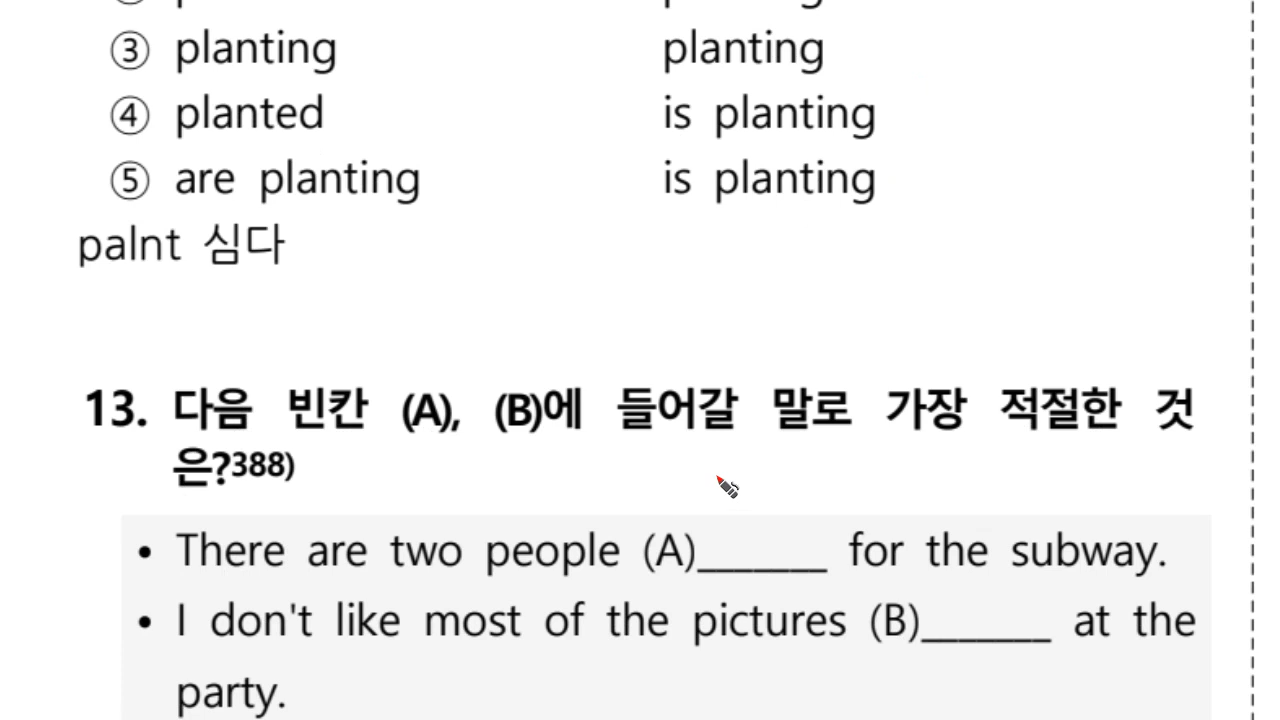 ③ planting planting
④ planted is planting
⑤ are planting is planting
palnt 심다
13. 다음 빈칸 (A), (B)에 들어갈 말로 가장 적절한 것
은?388)
• There are two people (A)_______ for the subway.
• I don't like most of the pictures (B)_______ at the
party.